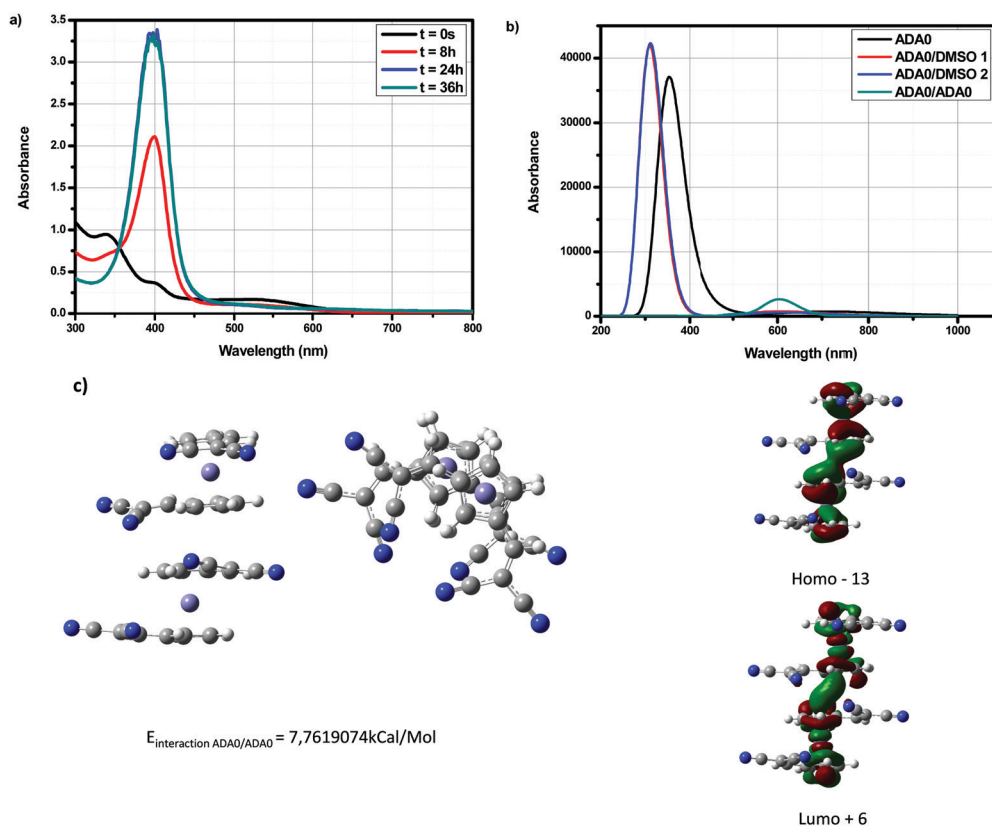 a)
3.5
3.0
2.5
2.0
1.5
1.0
0.5
0.0
Absorbance
300
400
500
600
700
800
Wavelength (nm)
t = 0s
t = 8h
t = 24h
t = 36h
b)
40000
30000
20000
10000
0
Absorbance
200
400
600
800
1000
Wavelength (nm)
ADA0
ADA0/DMSO 1
ADA0/DMSO 2
ADA0/ADA0
c)
E interaction ADA0/ADA0 = 7,7619074kCal/Mol
Homo - 13
Lumo + 6